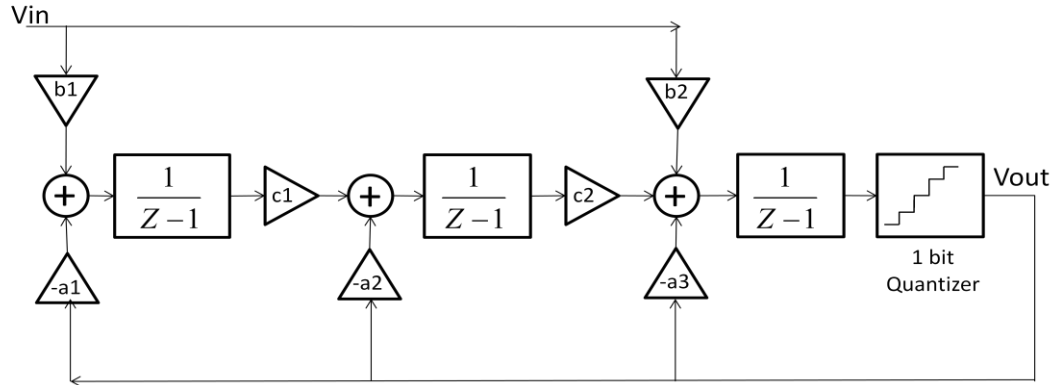 Vin
b1
b2
1
Z − 1
c1
1
Z − 1
c2
1
Z − 1
Vout
-a1
-a2
-a3
1 bit
Quantizer